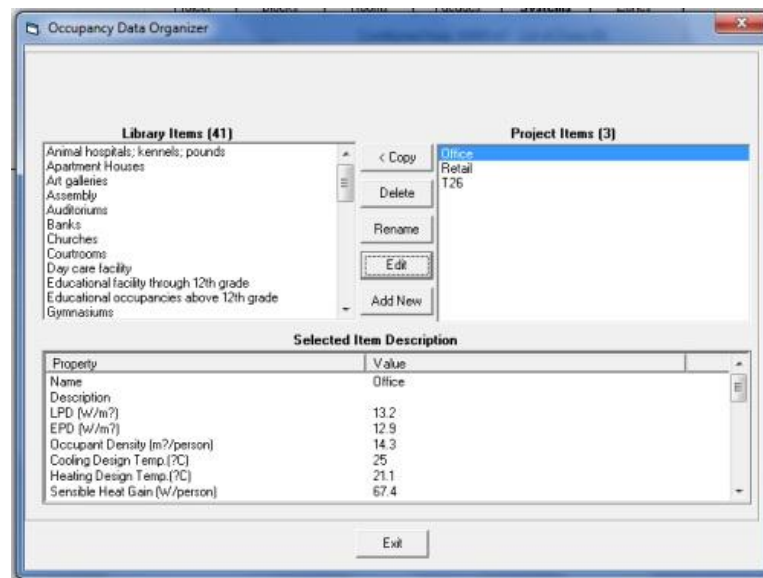 Occupancy Data Organizer
Library Items (41)
Animal hospitals; kennels; pounds
Apartment Houses
Art galleries
Assembly
Auditoriums
Banks
Churches
Courtrooms
Day care facility
Educational facility through 12th grade
Educational occupancies above 12th grade
Gymnasiums
< Copy
Delete
Rename
Edit
Add New
Project Items (3)
Office
Retail
T26
Selected Item Description
Property Value
Name Office
Description
LPD (W/m?) 13.2
EPD (W/m?) 12.9
Occupant Density (m?/person) 14.3
Cooling Design Temp.(?C) 25
Heating Design Temp.(?C) 21.1
Sensible Heat Gain (W/person) 67.4
Exit